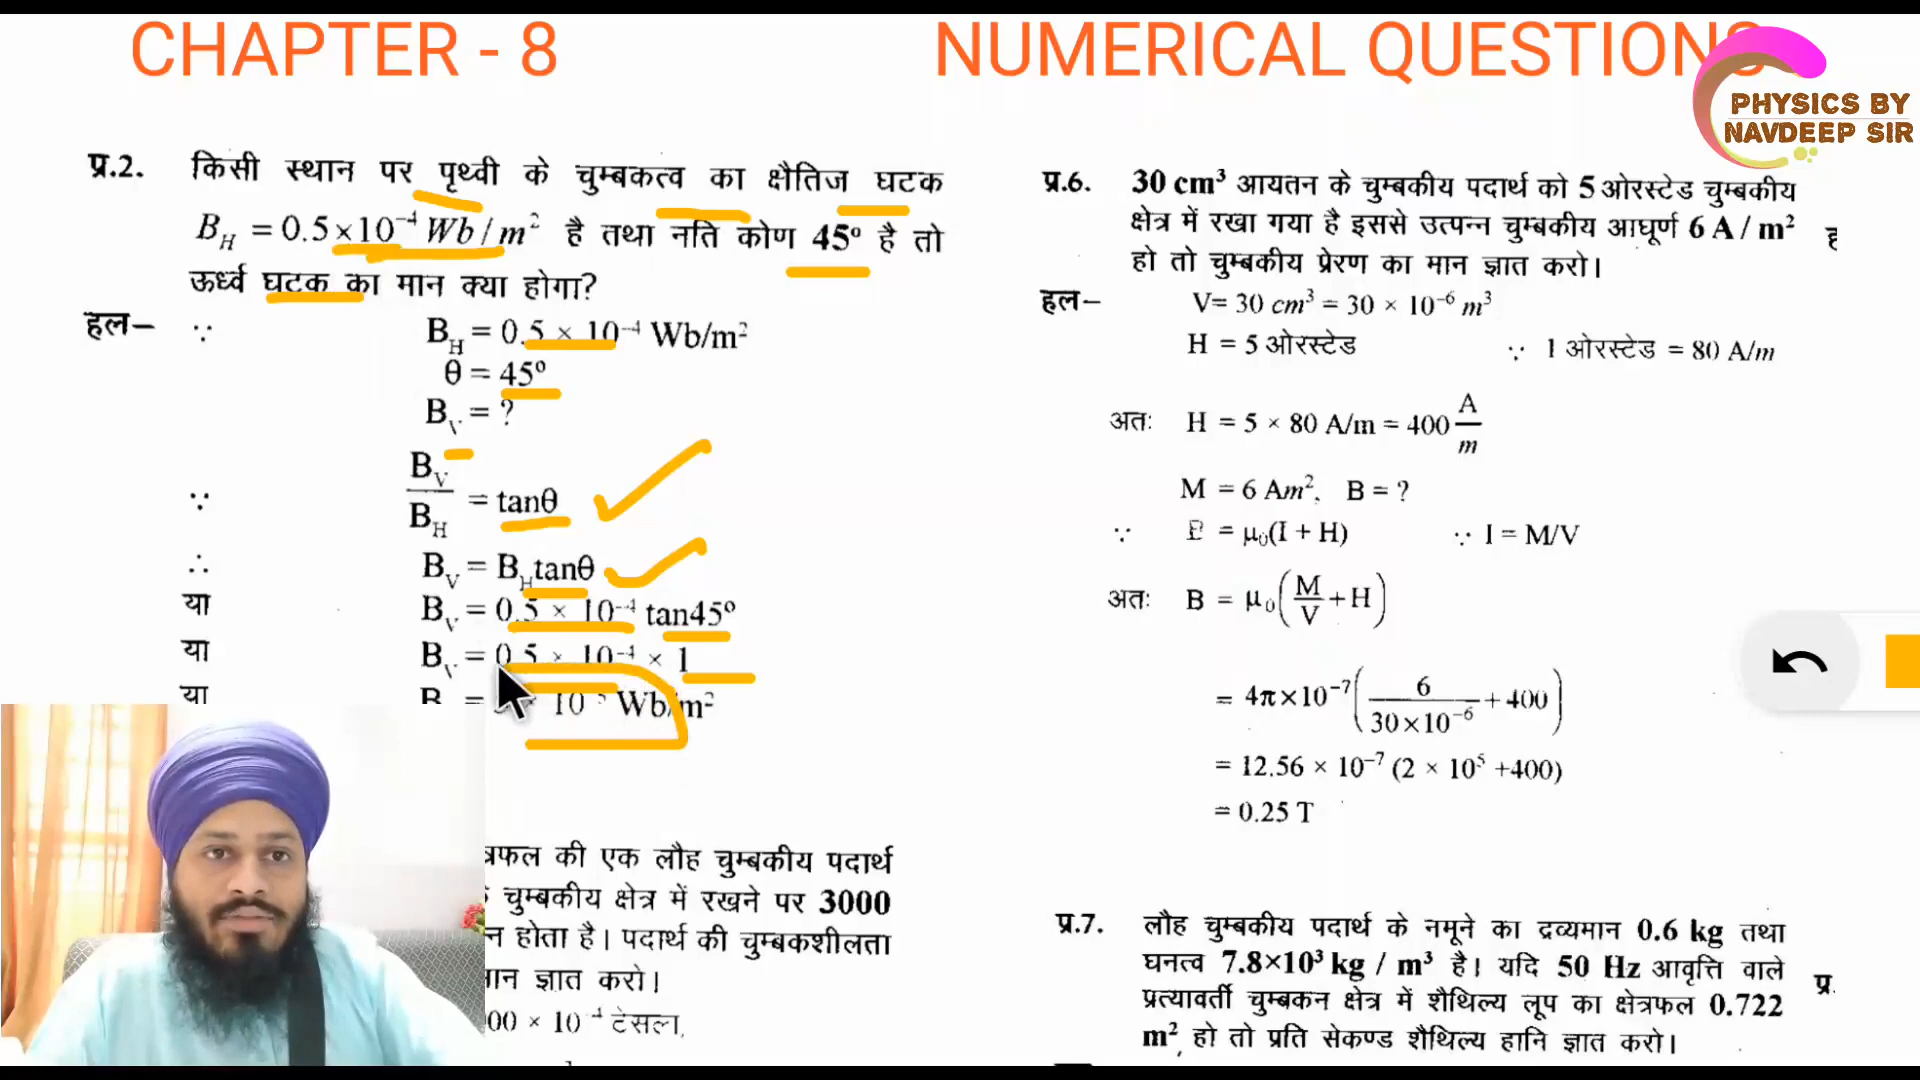 CHAPTER - 8
NUMERICAL QUESTIONS
PHYSICS BY
NAVDEEP SIR
प्र.2. किसी स्थान पर पृथ्वी के चुम्बकत्व का क्षैतिज घटक
B_H = 0.5×10⁻⁴ Wb/m² है तथा नति कोण 45° है तो
ऊर्ध्व घटक का मान क्या होगा?
हल– ∵ B_H = 0.5 × 10⁻⁴ Wb/m²
θ = 45°
B_V = ?
∵ B_V/B_H = tanθ
∴ B_V = B_H tanθ
या B_V = 0.5 × 10⁻⁴ tan45°
या B_V = 0.5 × 10⁻⁴ × 1
या = 10 Wb/m²
की एक लौह चुम्बकीय पदार्थ
चुम्बकीय क्षेत्र में रखने पर 3000
होता है। पदार्थ की चुम्बकशीलता
ज्ञात करो।
00 × 10⁻⁴ टेसला,
प्र.6. 30 cm³ आयतन के चुम्बकीय पदार्थ को 5 ओरस्टेड चुम्बकीय
क्षेत्र में रखा गया है इससे उत्पन्न चुम्बकीय आघूर्ण 6 A / m²
हो तो चुम्बकीय प्रेरण का मान ज्ञात करो।
हल– V= 30 cm³ = 30 × 10⁻⁶ m³
H = 5 ओरस्टेड ∵ 1 ओरस्टेड = 80 A/m
अतः H = 5 × 80 A/m = 400 A/m
M = 6 Am², B = ?
∵ B = μ₀(I + H) ∵ I = M/V
अतः B = μ₀(M/V + H)
= 4π×10⁻⁷(6/30×10⁻⁶ + 400)
= 12.56 × 10⁻⁷ (2 × 10⁵ +400)
= 0.25 T
प्र.7. लौह चुम्बकीय पदार्थ के नमूने का द्रव्यमान 0.6 kg तथा
घनत्व 7.8×10³ kg / m³ है। यदि 50 Hz आवृत्ति वाले
प्रत्यावर्ती चुम्बकन क्षेत्र में शैथिल्य लूप का क्षेत्रफल 0.722
m² हो तो प्रति सेकण्ड शैथिल्य हानि ज्ञात करो।
प्र.